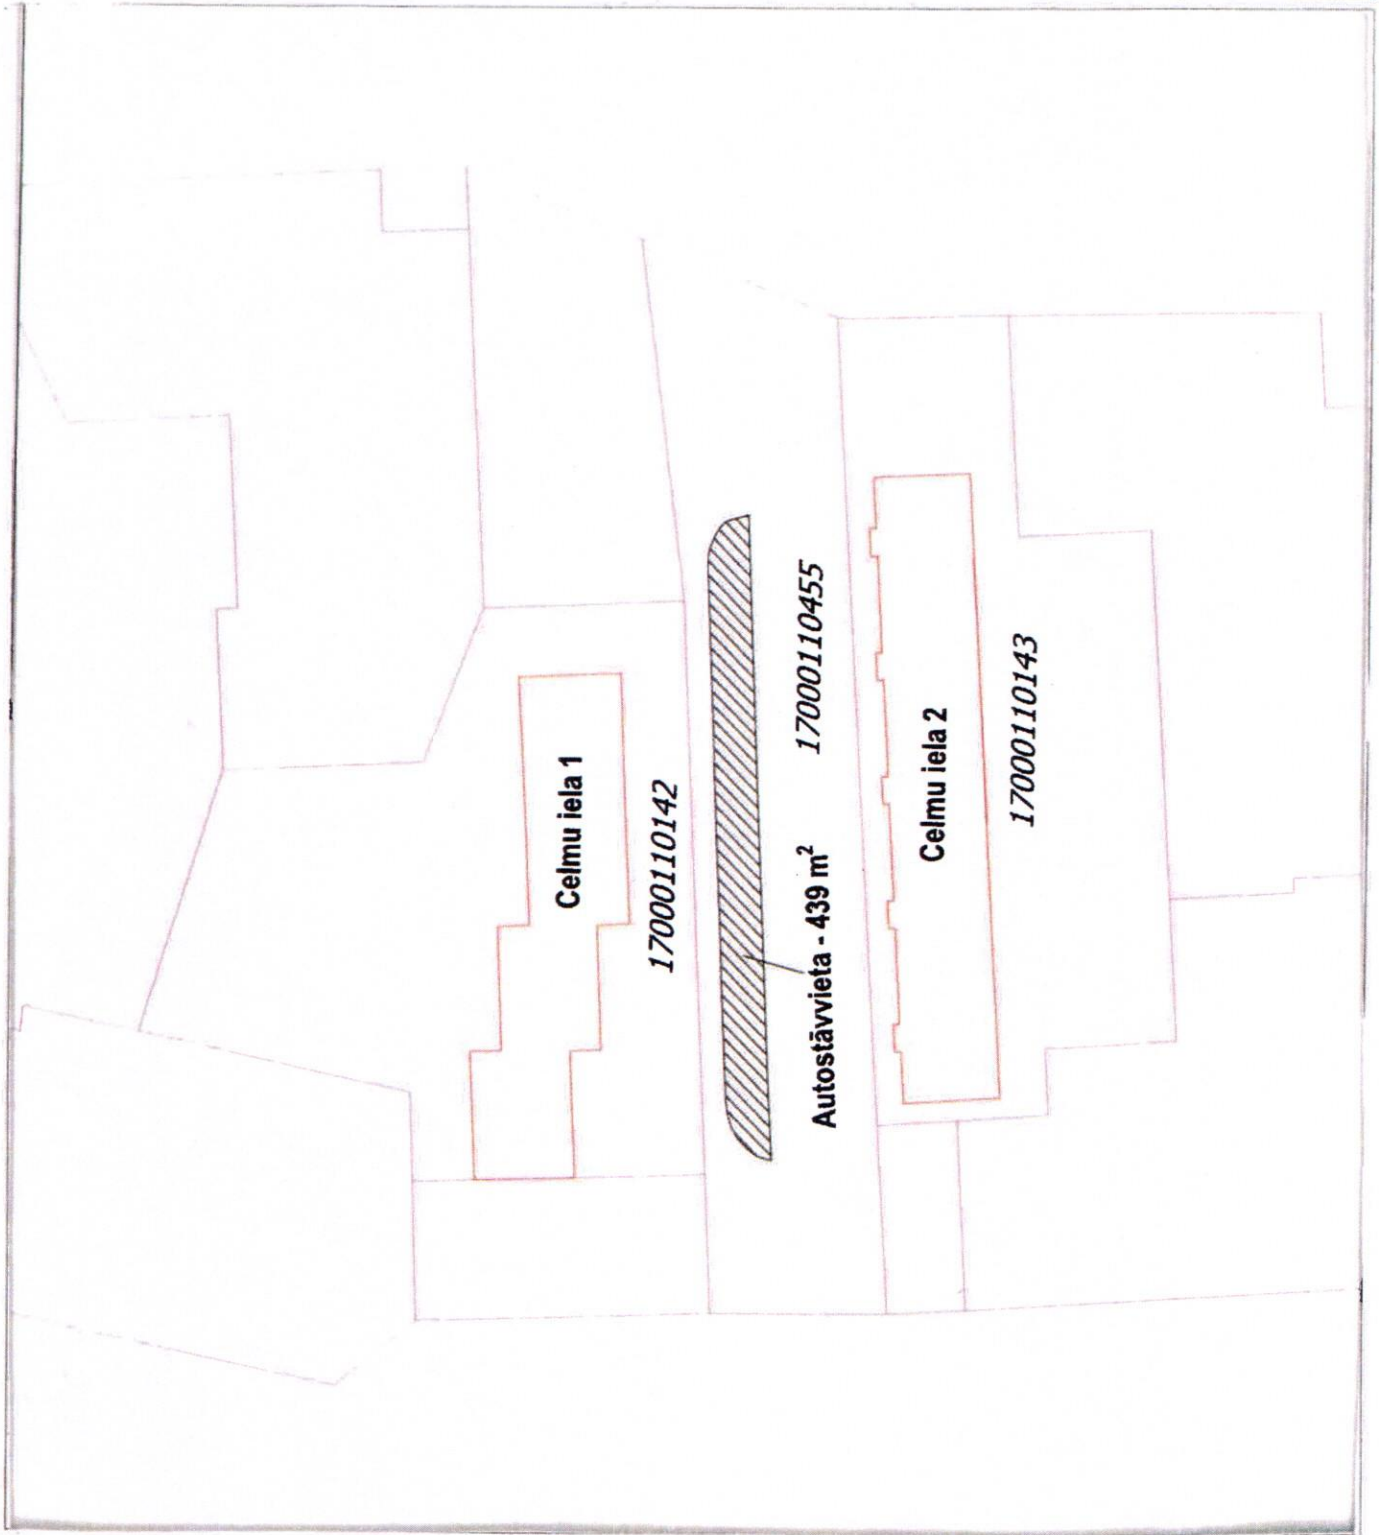 Celmu iela 1
17000110142
17000110455
Autostāvvieta - 439 m²
Celmu iela 2
17000110143